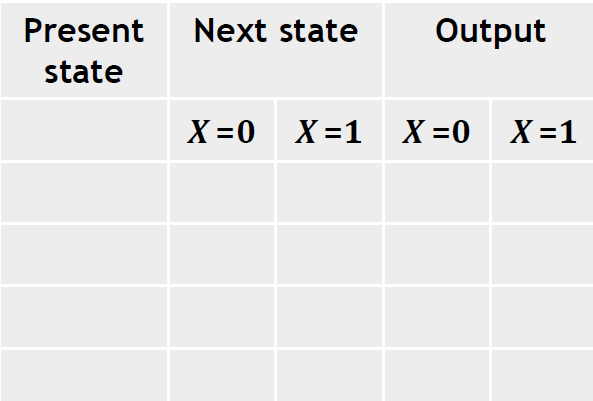 Present state
Next state
Output
X=0
X=1
X=0
X=1